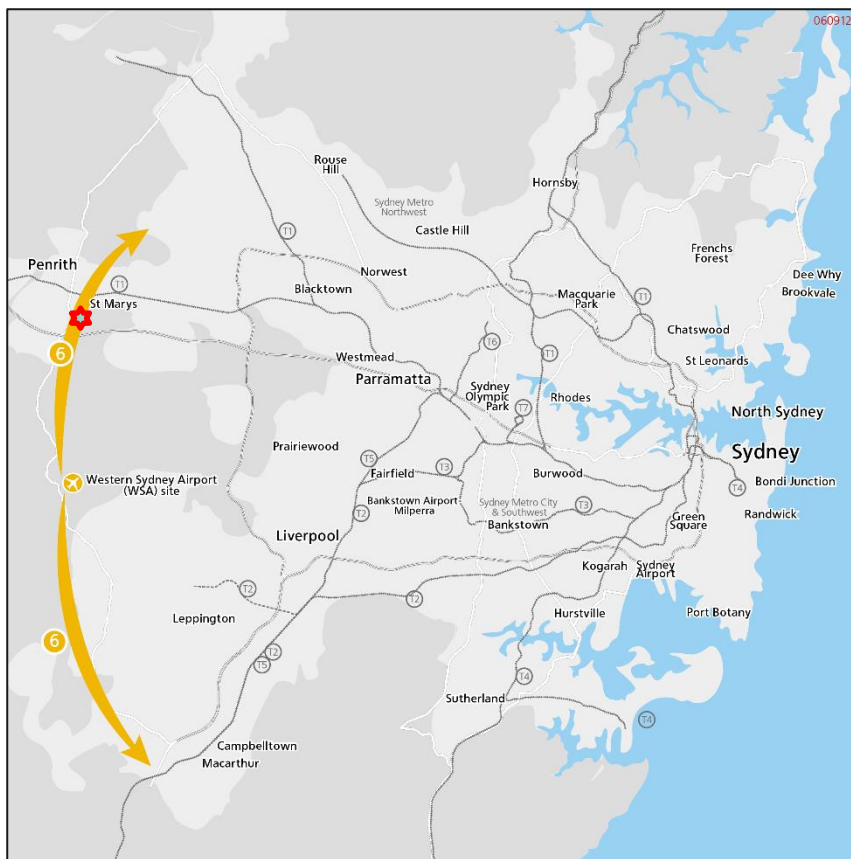 060912
Rouse
Hill
Hornsby
Sydney Metro
Northwest
Castle Hill
T1
Frenchs
Forest
Penrith
T1
Norwest
Dee Why
Brookvale
St Marys
Blacktown
Macquarie
Park
T1
Chatswood
6
Westmead
T6
T1
St Leonards
Parramatta
Sydney
Olympic
Park
Rhodes
T7
North Sydney
Prairiewood
Sydney
T5
Fairfield
T3
Burwood
Western Sydney Airport
(WSA) site
T4
Bondi Junction
Bankstown Airport
Milperra
Sydney Metro City
& Southwest
T3
T2
Bankstown
Green
Square
Randwick
Liverpool
Kogarah
Sydney
Airport
T2
T2
Leppington
Hurstville
Port Botany
6
T2
T5
T4
Sutherland
T4
Campbelltown
Macarthur